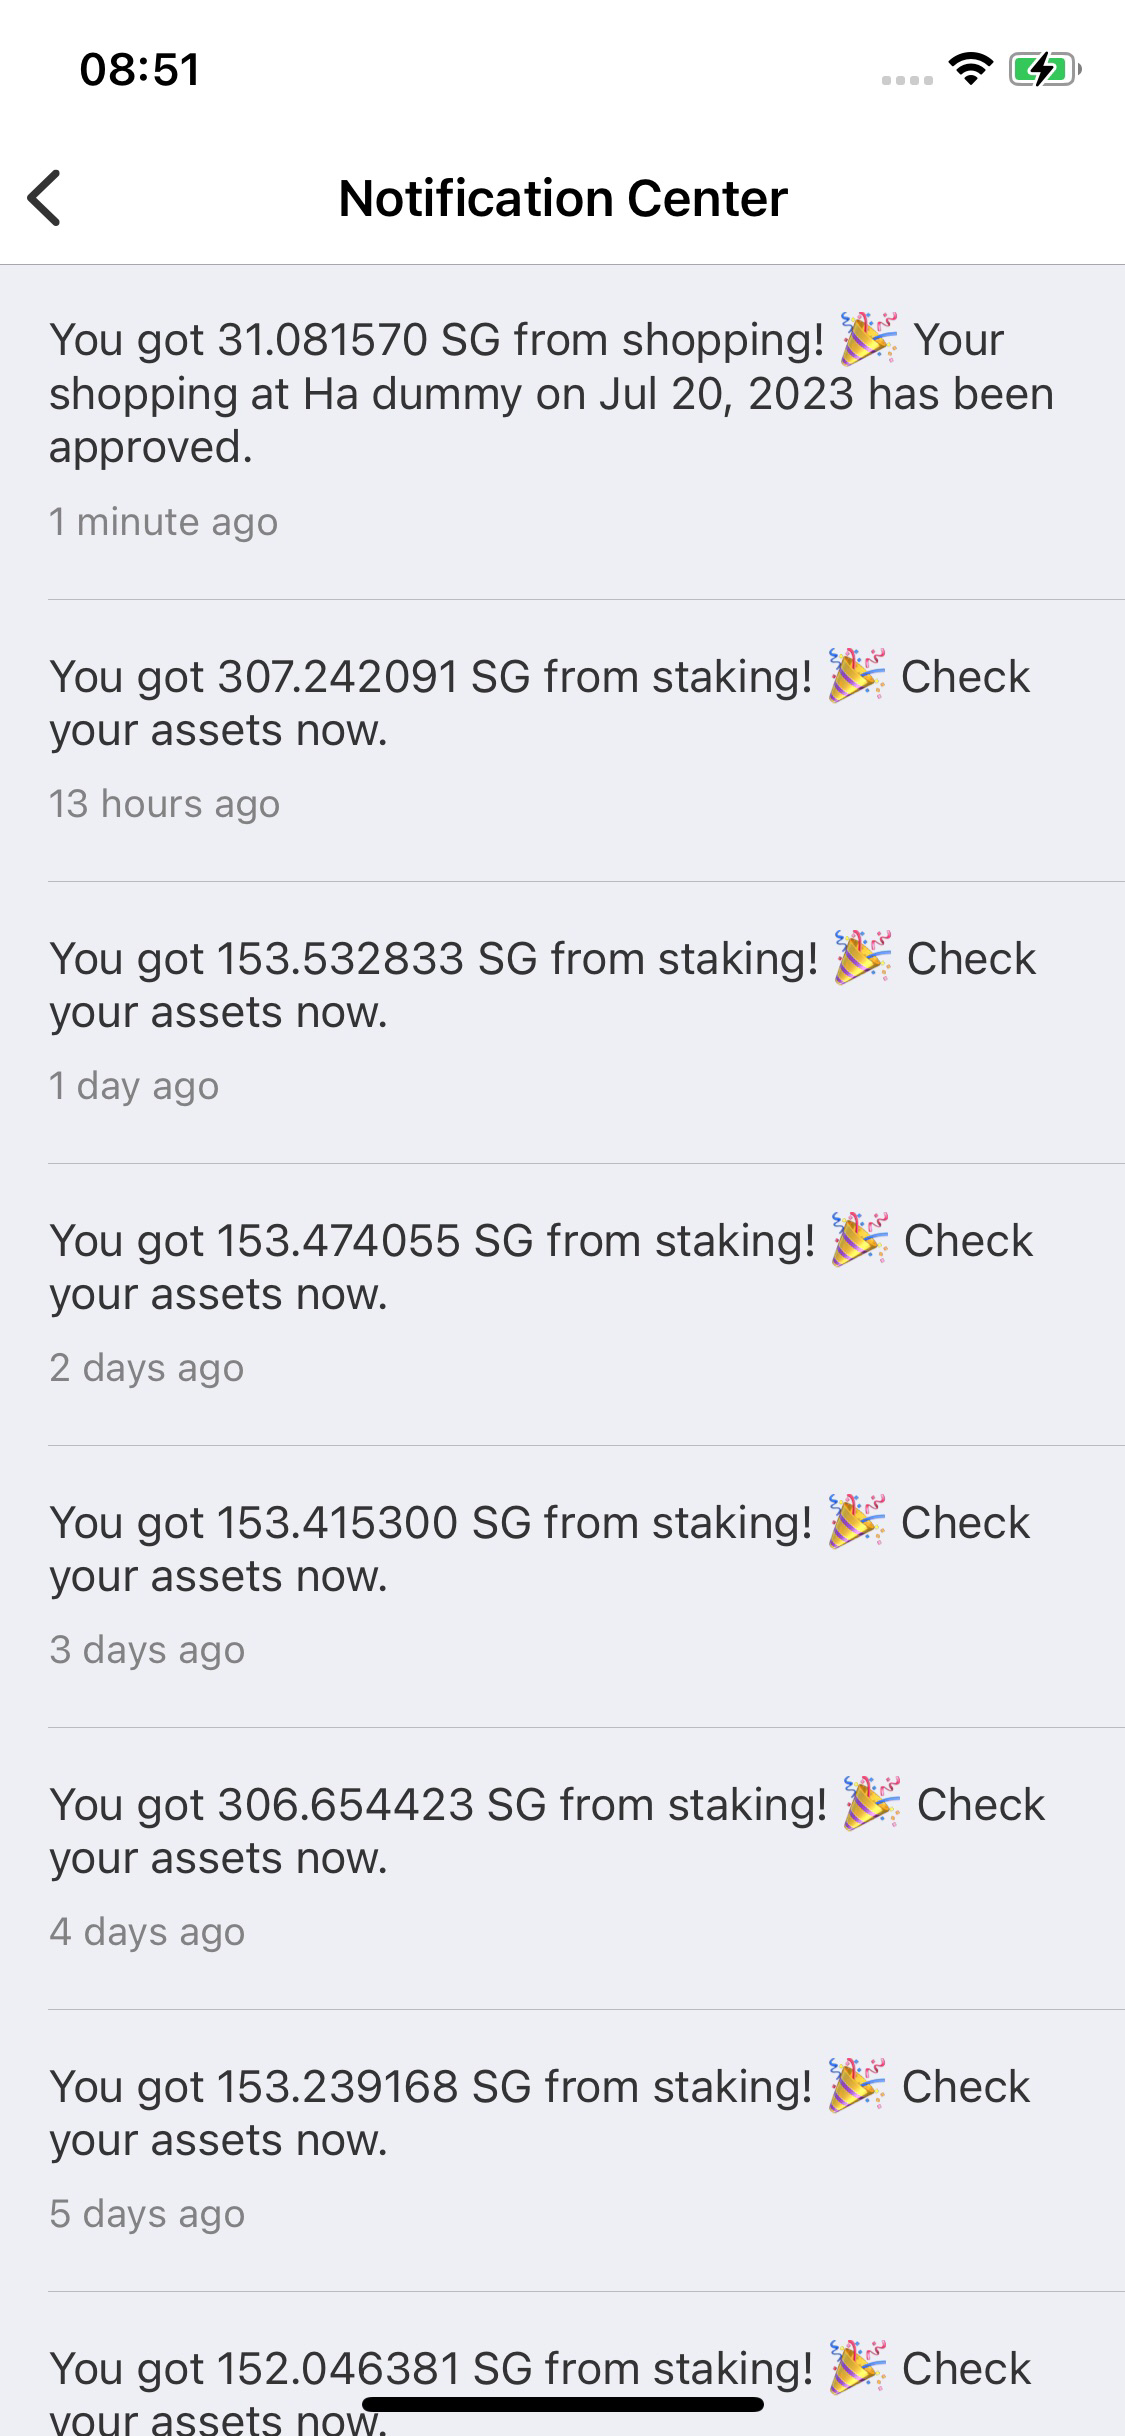 08:51
Notification Center
You got 31.081570 SG from shopping! 🎉 Your
shopping at Ha dummy on Jul 20, 2023 has been
approved.
1 minute ago
You got 307.242091 SG from staking! 🎉 Check
your assets now.
13 hours ago
You got 153.532833 SG from staking! 🎉 Check
your assets now.
1 day ago
You got 153.474055 SG from staking! 🎉 Check
your assets now.
2 days ago
You got 153.415300 SG from staking! 🎉 Check
your assets now.
3 days ago
You got 306.654423 SG from staking! 🎉 Check
your assets now.
4 days ago
You got 153.239168 SG from staking! 🎉 Check
your assets now.
5 days ago
You got 152.046381 SG from staking! 🎉 Check
your assets now.